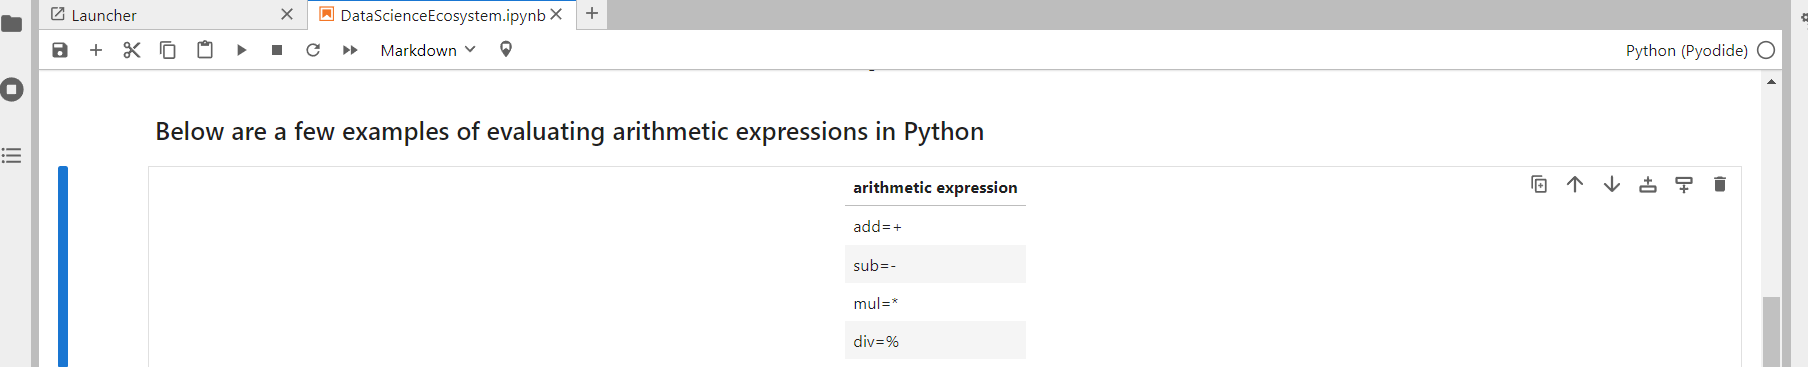 Launcher
DataScienceEcosystem.ipynb
Markdown
Python (Pyodide)
Below are a few examples of evaluating arithmetic expressions in Python
arithmetic expression
add=+
sub=-
mul=*
div=%